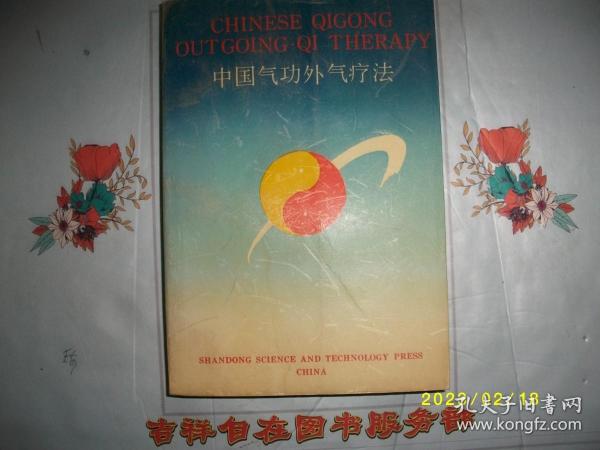 CHINESE QIGONG
OUTGOING-QI THERAPY
中国气功外气疗法
SHANDONG SCIENCE AND TECHNOLOGY PRESS
CHINA
2023/02/18
孔夫子旧书网
www.kongfz.com
吉祥自在图书服务部